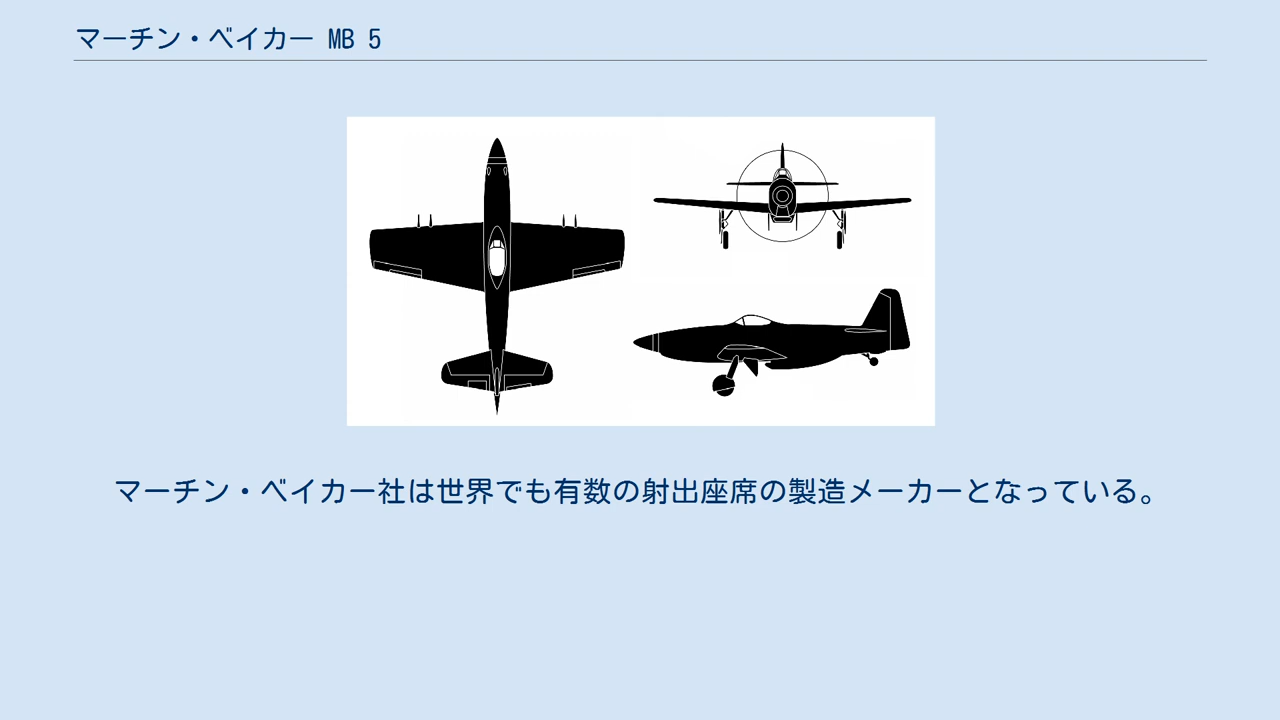 マーチン・ベイカー MB 5
マーチン・ベイカー社は世界でも有数の射出座席の製造メーカーとなっている。